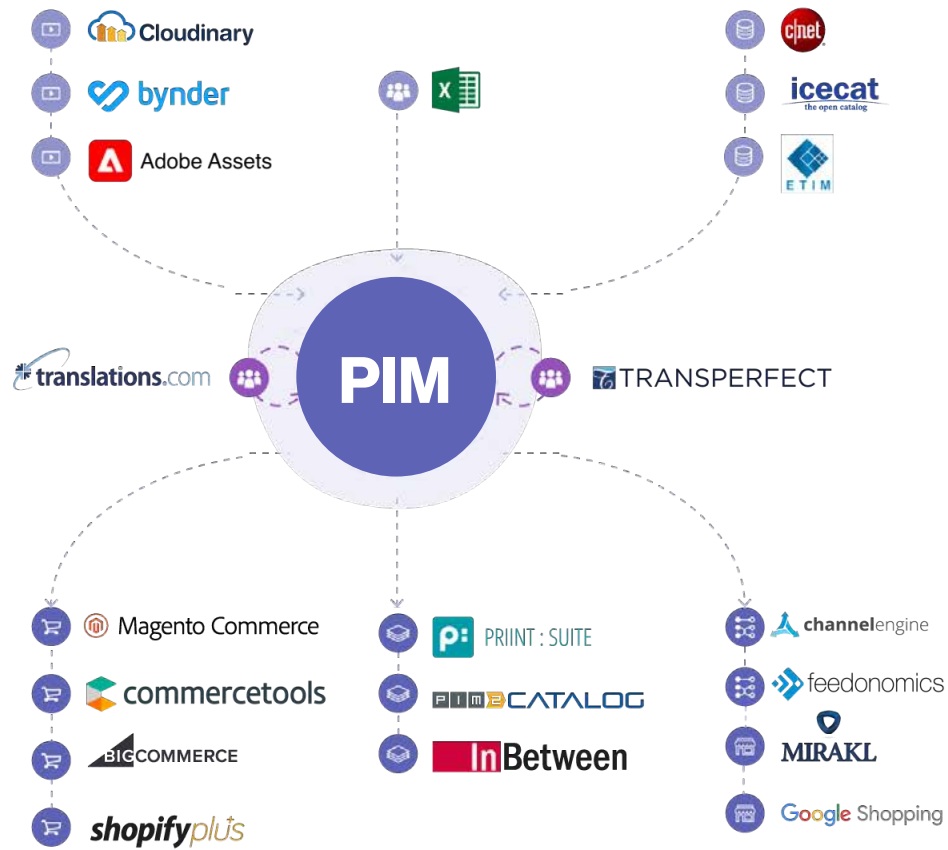 Cloudinary
bynder
Adobe Assets
X
c|net
icecat
the open catalog
ETIM
translations.com
PIM
TRANSPERFECT
Magento Commerce
commercetools
BIGCOMMERCE
shopifyplus
p:
PRIINT : SUITE
PIM2CATALOG
InBetween
channelengine
feedonomics
MIRAKL
Google Shopping